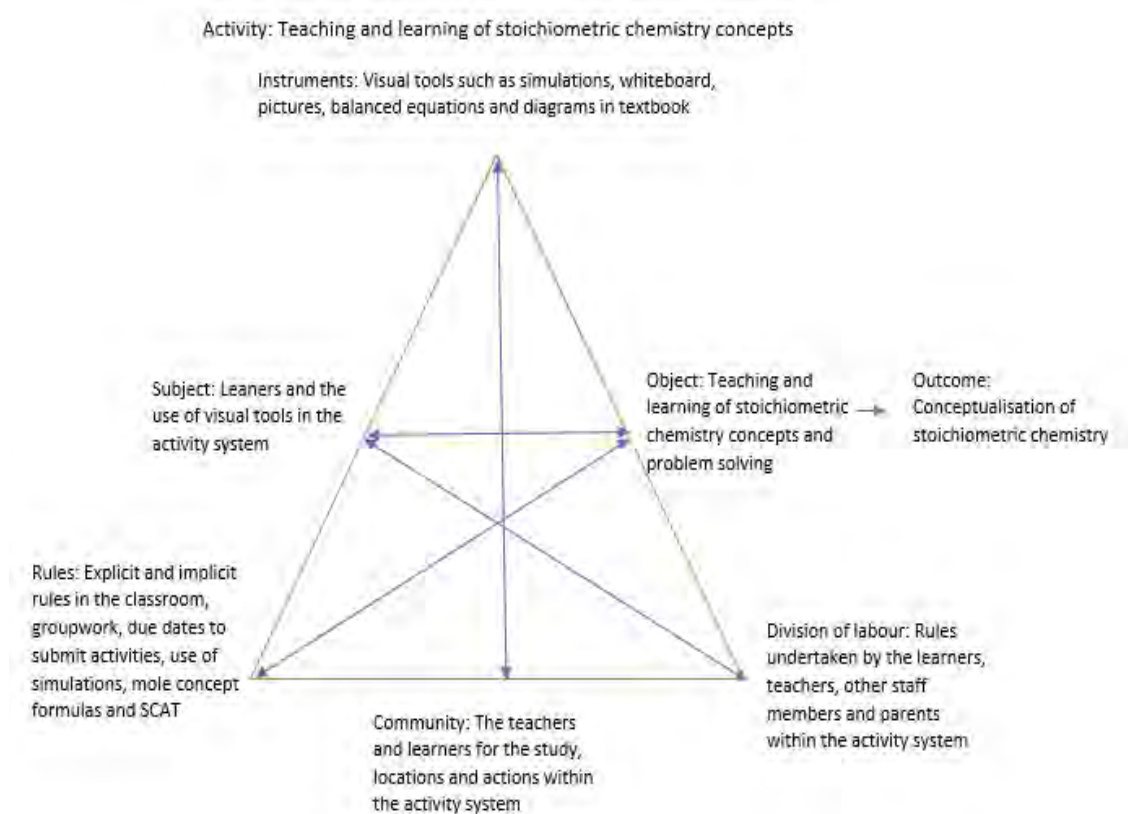 Activity: Teaching and learning of stoichiometric chemistry concepts
Instruments: Visual tools such as simulations, whiteboard,
pictures, balanced equations and diagrams in textbook
Subject: Leaners and the
use of visual tools in the
activity system
Object: Teaching and
learning of stoichiometric
chemistry concepts and
problem solving
Outcome:
Conceptualisation of
stoichiometric chemistry
Rules: Explicit and implicit
rules in the classroom,
groupwork, due dates to
submit activities, use of
simulations, mole concept
formulas and SCAT
Community: The teachers
and learners for the study,
locations and actions within
the activity system
Division of labour: Rules
undertaken by the learners,
teachers, other staff
members and parents
within the activity system